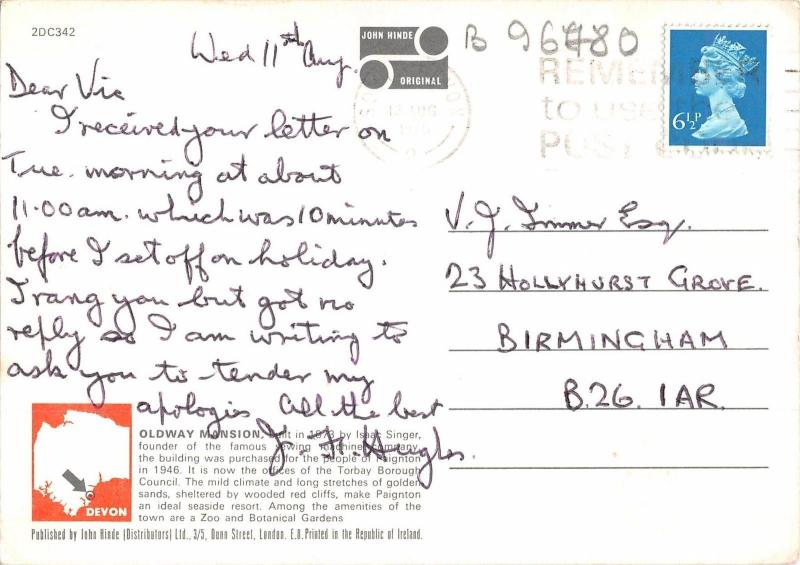 2DC342
Wed 11th Aug.
JOHN HINDE
ORIGINAL
B 96480
REMEMBER
to use the
POST
13 AUG
6½P
Dear Vic
I received your letter on
Tue. morning at about
11.00am. which was 10 minutes
before I set off on holiday.
I rang you but got no
reply so I am writing to
ask you to tender my
apologies All the best
J. H. Hughes.
V. J. Immer Esq.
23 HOLLYHURST GROVE.
BIRMINGHAM
B.26. 1AR.
OLDWAY MANSION, built in 1873 by Isaac Singer,
founder of the famous sewing machine company,
the building was purchased for the people of Paignton
in 1946. It is now the offices of the Torbay Borough
Council. The mild climate and long stretches of golden
sands, sheltered by wooded red cliffs, make Paignton
an ideal seaside resort. Among the amenities of the
town are a Zoo and Botanical Gardens
DEVON
Published by John Hinde (Distributors) Ltd., 3/5, Dunn Street, London. E.8. Printed in the Republic of Ireland.